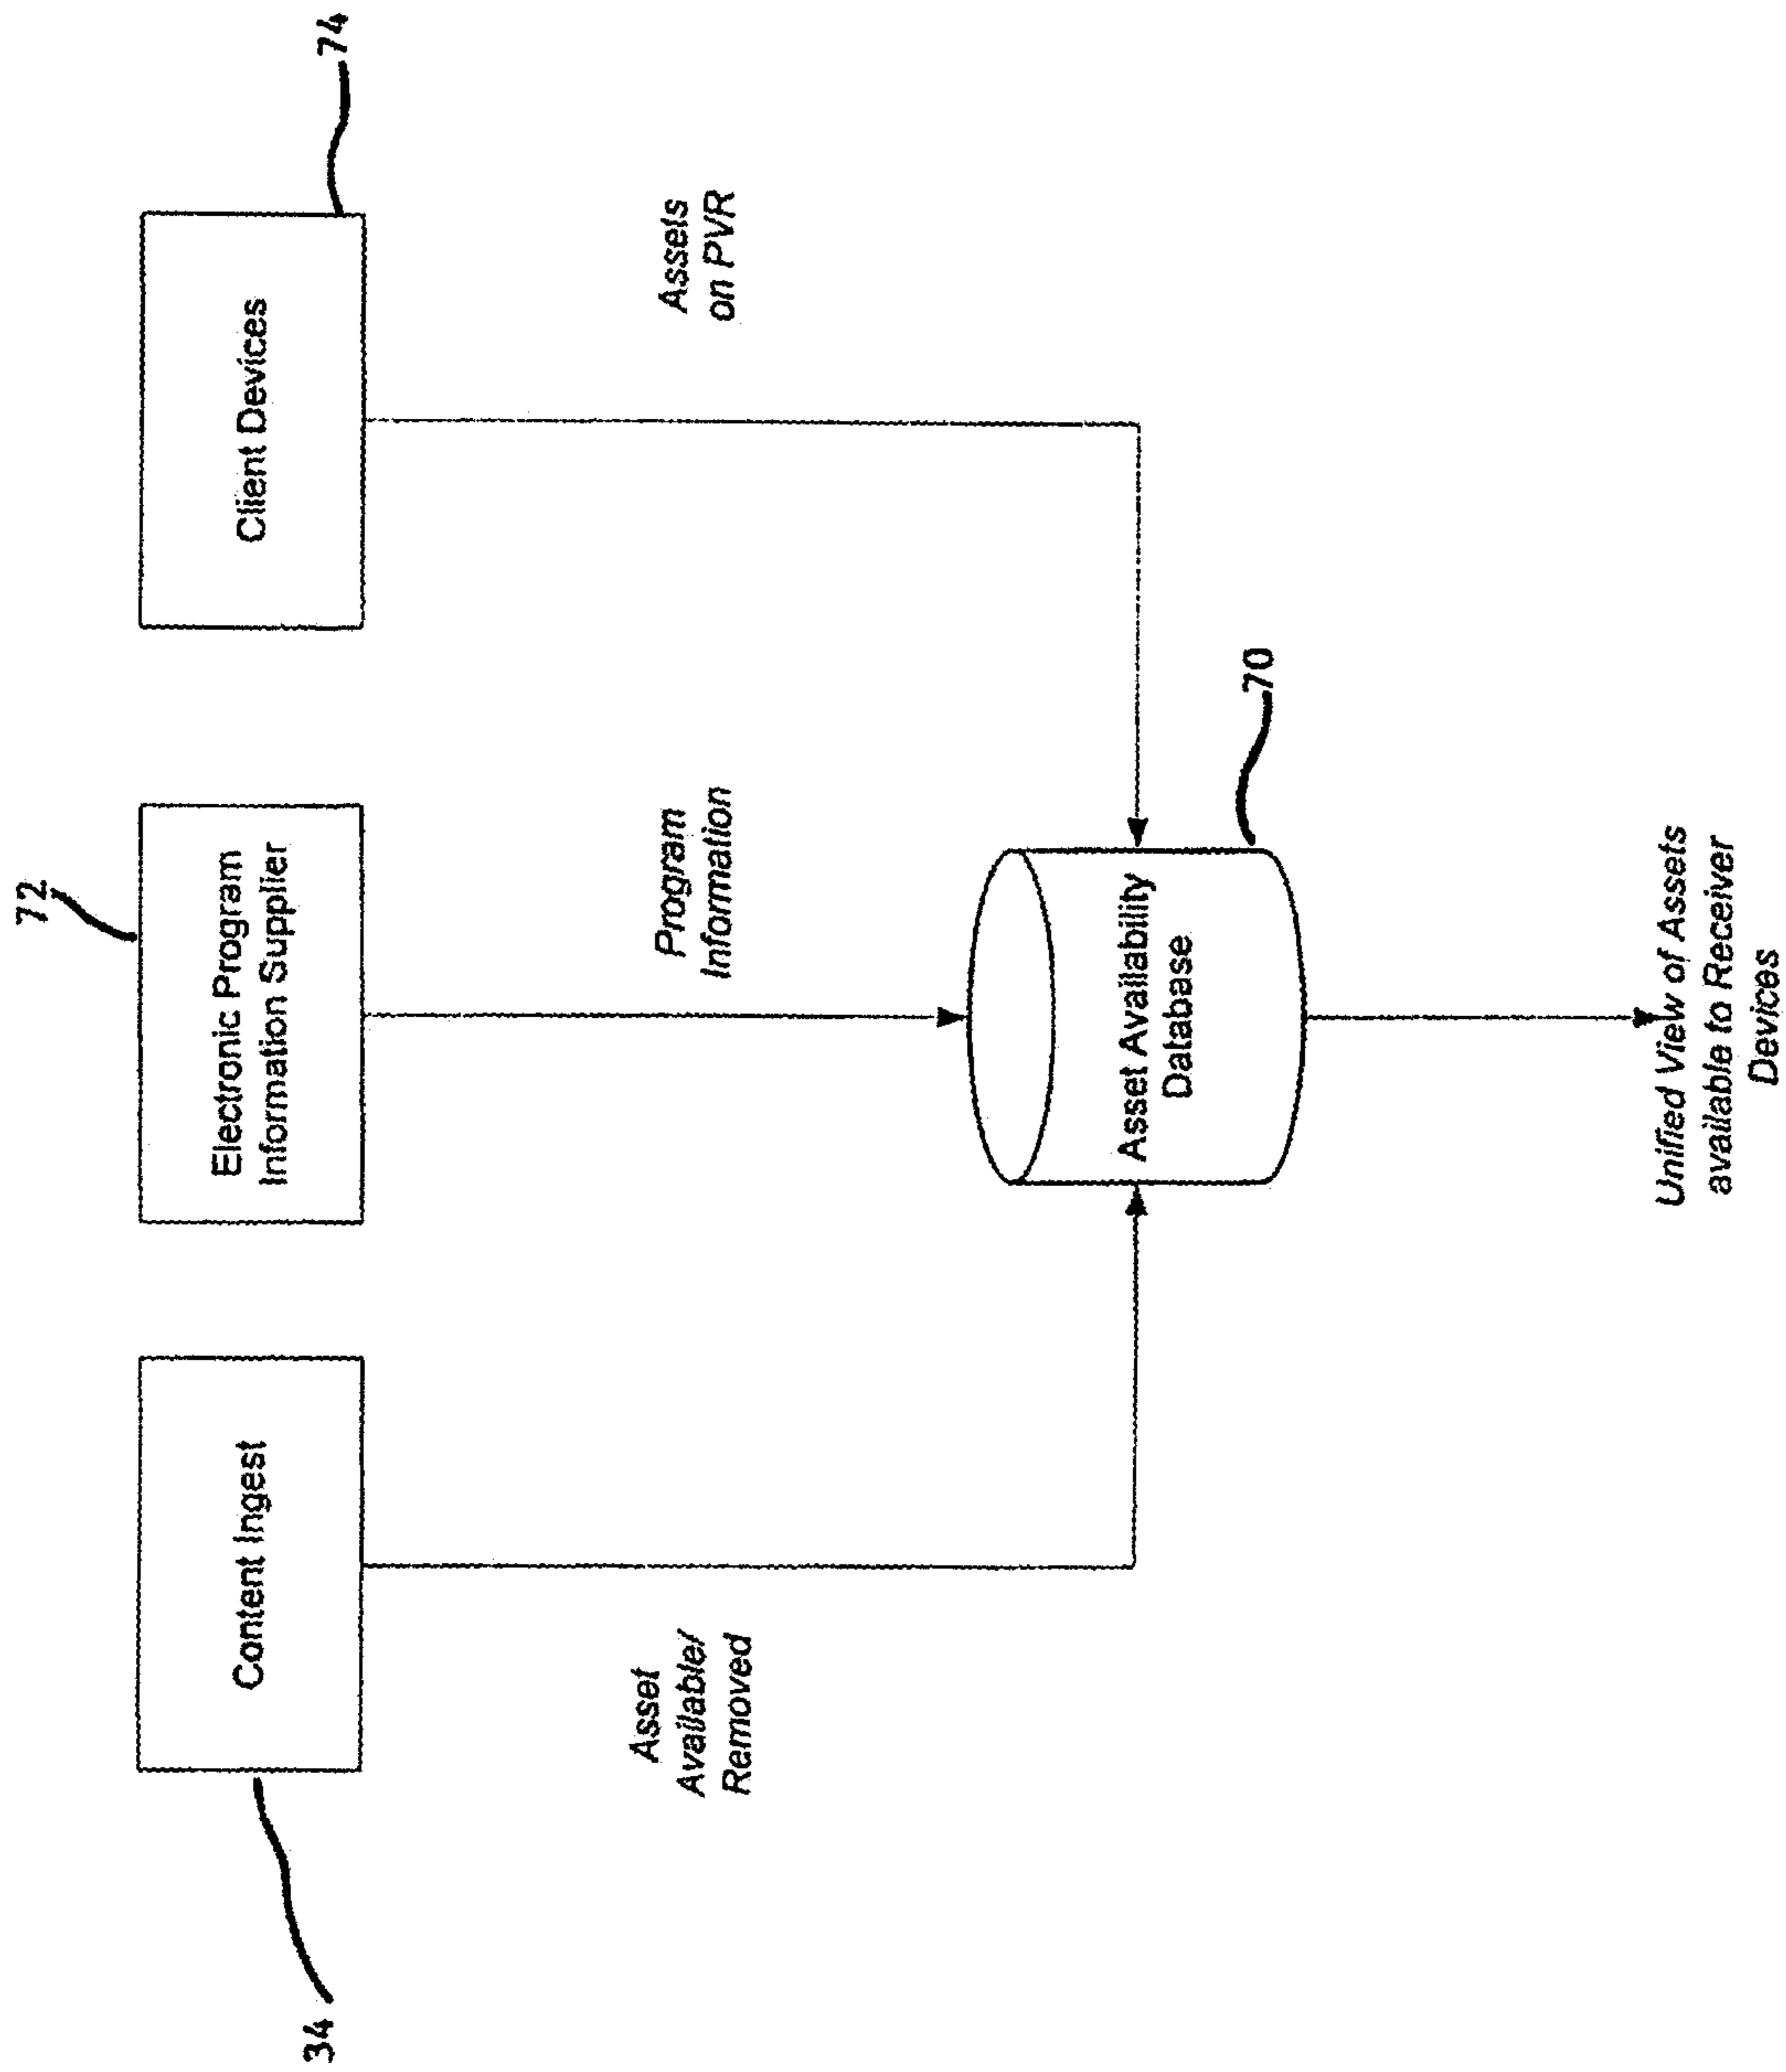 34
Content Ingest
72
Electronic Program
Information Supplier
Client Devices
74
Asset
Available/
Removed
Program
Information
Assets
on PVR
Asset Availability
Database
70
Unified View of Assets
available to Receiver
Devices